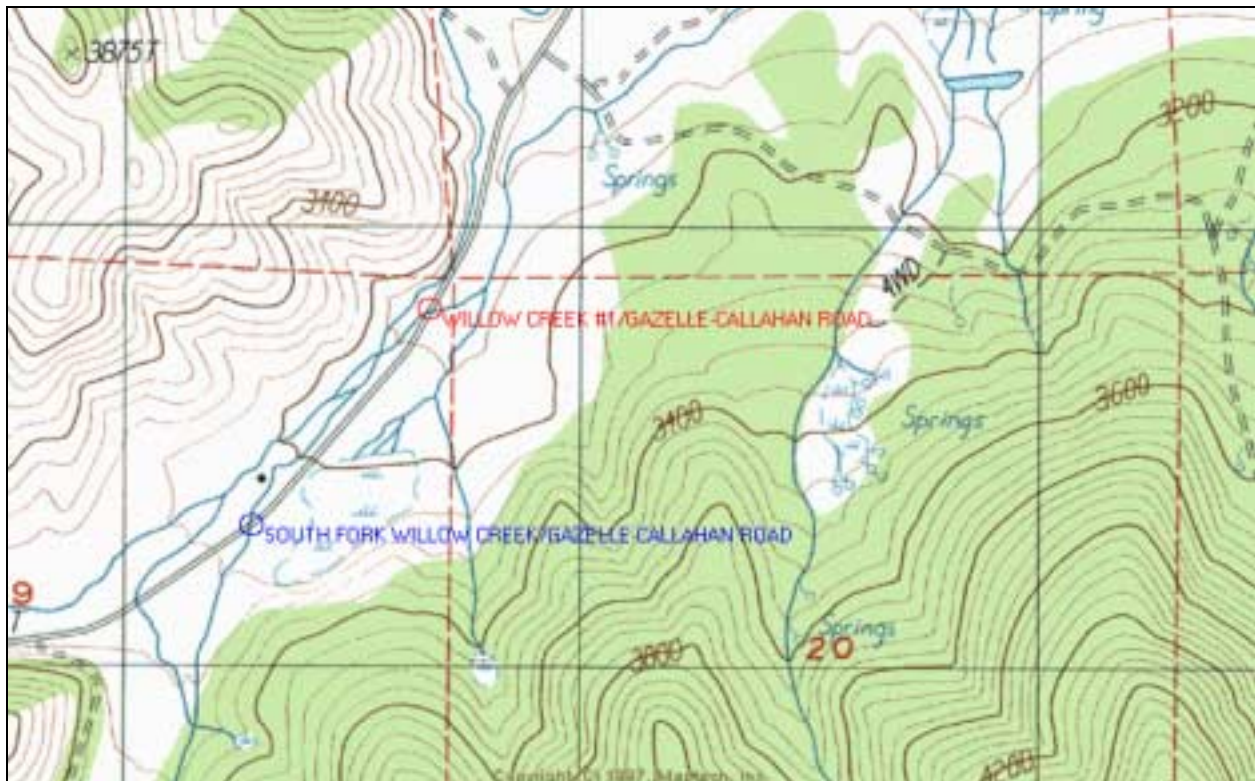 Spring
3875T
3200
Springs
3400
4WD
WILLOW CREEK #1/GAZELLE-CALLAHAN ROAD
3600
3400
Springs
SOUTH FORK WILLOW CREEK/GAZELLE CALLAHAN ROAD
9
Springs
20
3800
4200
Copyright (C) 1997, Maptech, Inc.